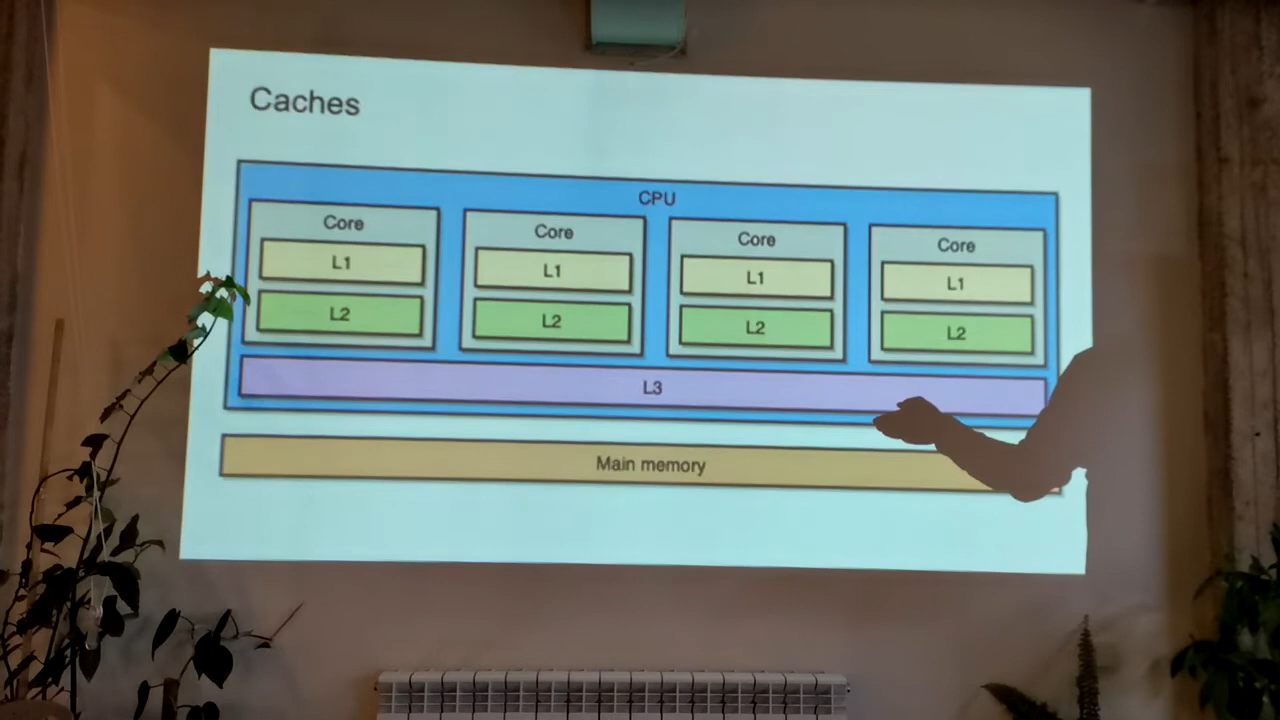 Caches
CPU
Core Core Core Core
L1 L1 L1 L1
L2 L2 L2 L2
L3
Main memory